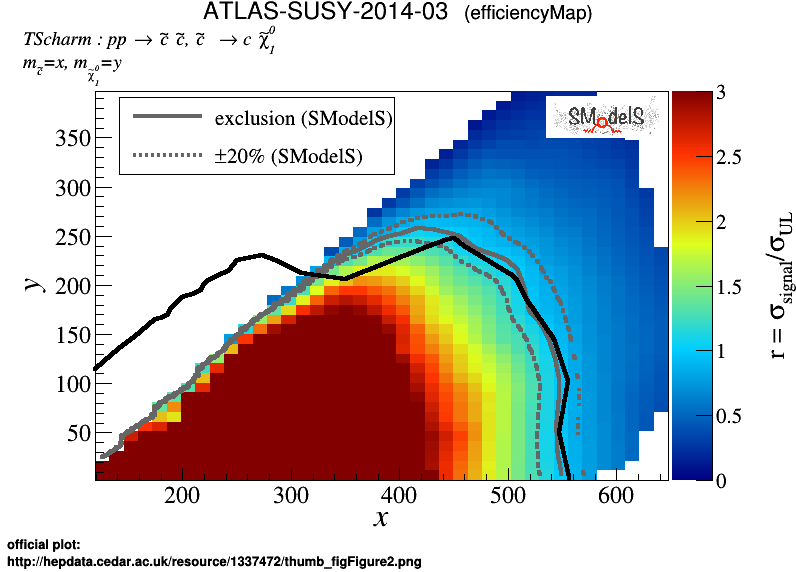 ATLAS-SUSY-2014-03 (efficiencyMap)
TScharm : pp → c̃ c̃, c̃ → c χ̃₁⁰
m_c̃=x, m_χ̃₁⁰=y
exclusion (SModelS)
±20% (SModelS)
SModelS
350
300
250
200
150
100
50
y
200
300
400
500
600
x
3
2.5
2
1.5
1
0.5
0
r = σ_signal/σ_UL
official plot:
http://hepdata.cedar.ac.uk/resource/1337472/thumb_figFigure2.png